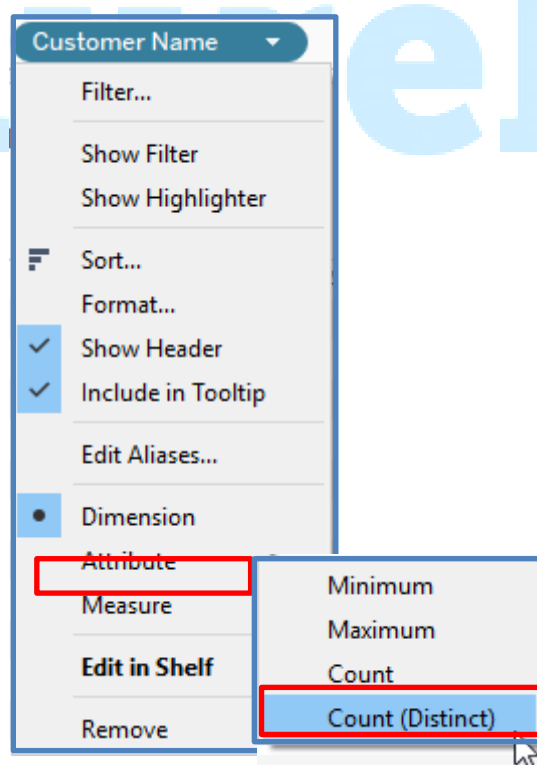 Customer Name
Filter...
Show Filter
Show Highlighter
Sort...
Format...
Show Header
Include in Tooltip
Edit Aliases...
Dimension
Attribute
Measure
Edit in Shelf
Remove
Minimum
Maximum
Count
Count (Distinct)